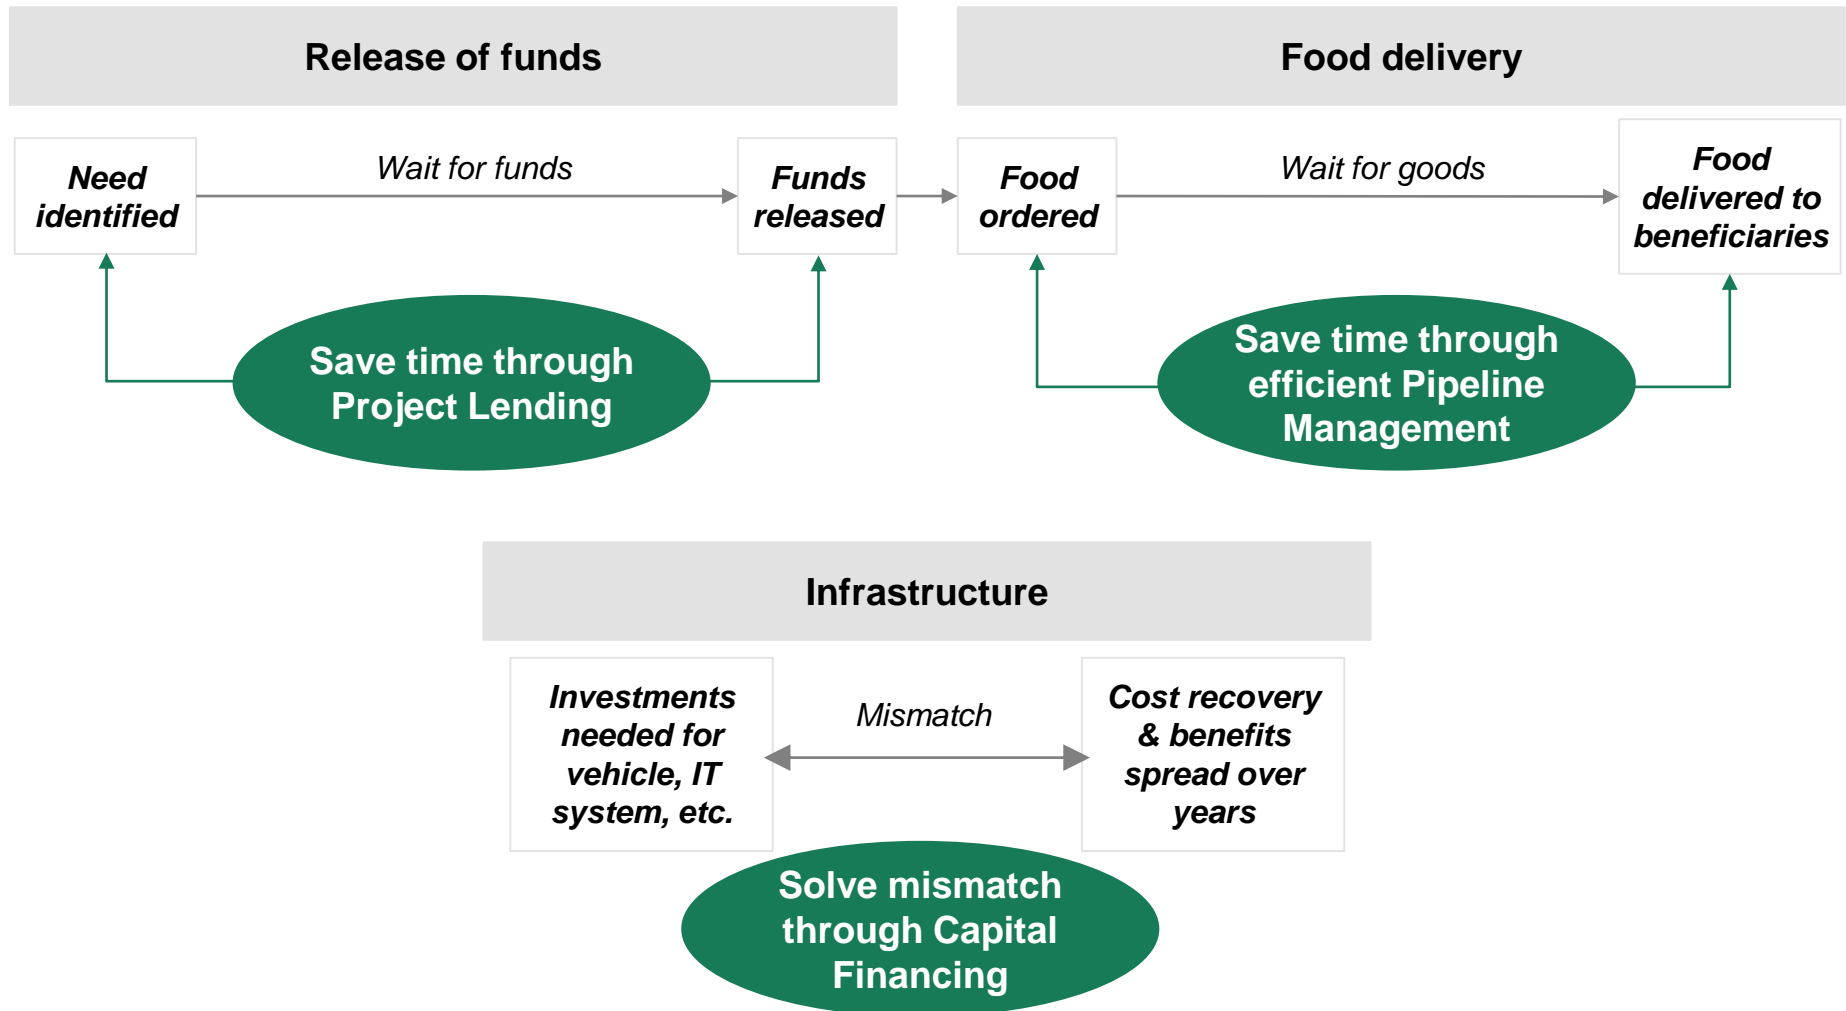 Release of funds
Food delivery
Need
identified
Wait for funds
Funds
released
Food
ordered
Wait for goods
Food
delivered to
beneficiaries
Save time through
Project Lending
Save time through
efficient Pipeline
Management
Infrastructure
Investments
needed for
vehicle, IT
system, etc.
Mismatch
Cost recovery
& benefits
spread over
years
Solve mismatch
through Capital
Financing